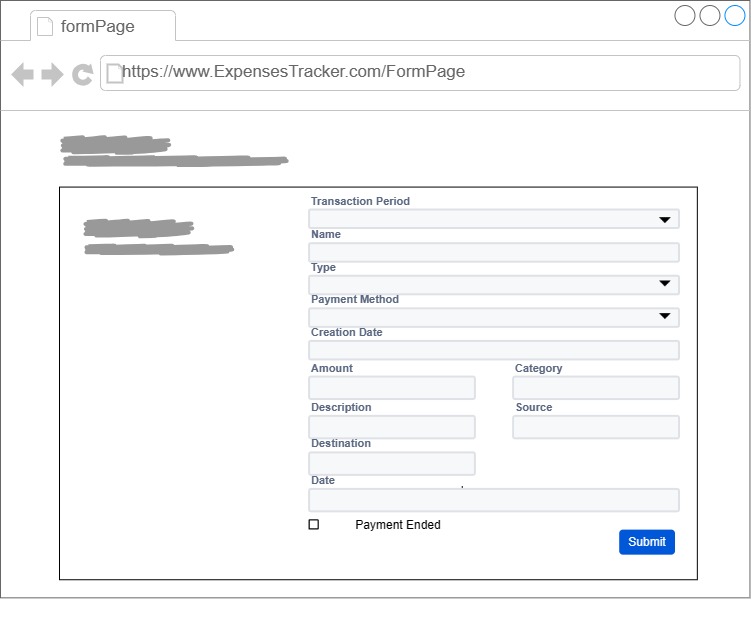 formPage
https://www.ExpensesTracker.com/FormPage
Transaction Period
Name
Type
Payment Method
Creation Date
Amount Category
Description Source
Destination
Date
Payment Ended
Submit